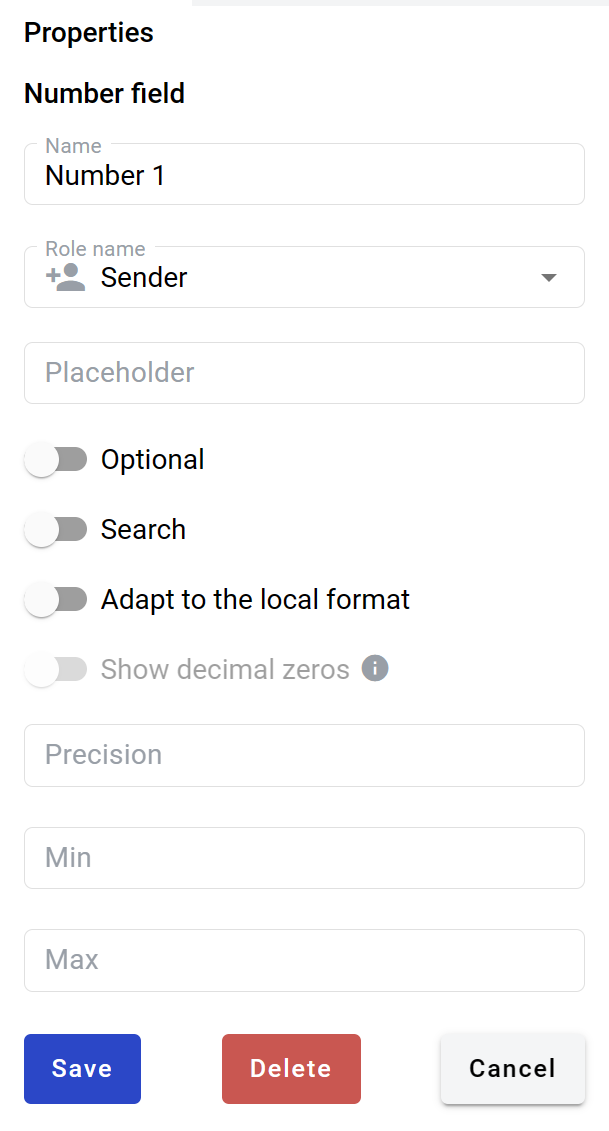 Properties
Number field
Name
Number 1
Role name
Sender
Placeholder
Optional
Search
Adapt to the local format
Show decimal zeros
Precision
Min
Max
Save Delete Cancel